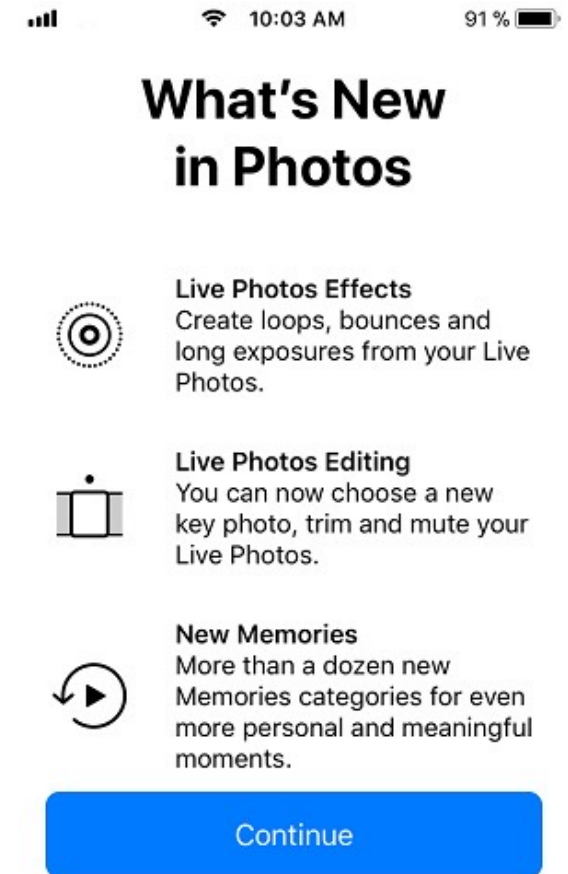 10:03 AM 91 %
What's New
in Photos
Live Photos Effects
Create loops, bounces and
long exposures from your Live
Photos.
Live Photos Editing
You can now choose a new
key photo, trim and mute your
Live Photos.
New Memories
More than a dozen new
Memories categories for even
more personal and meaningful
moments.
Continue